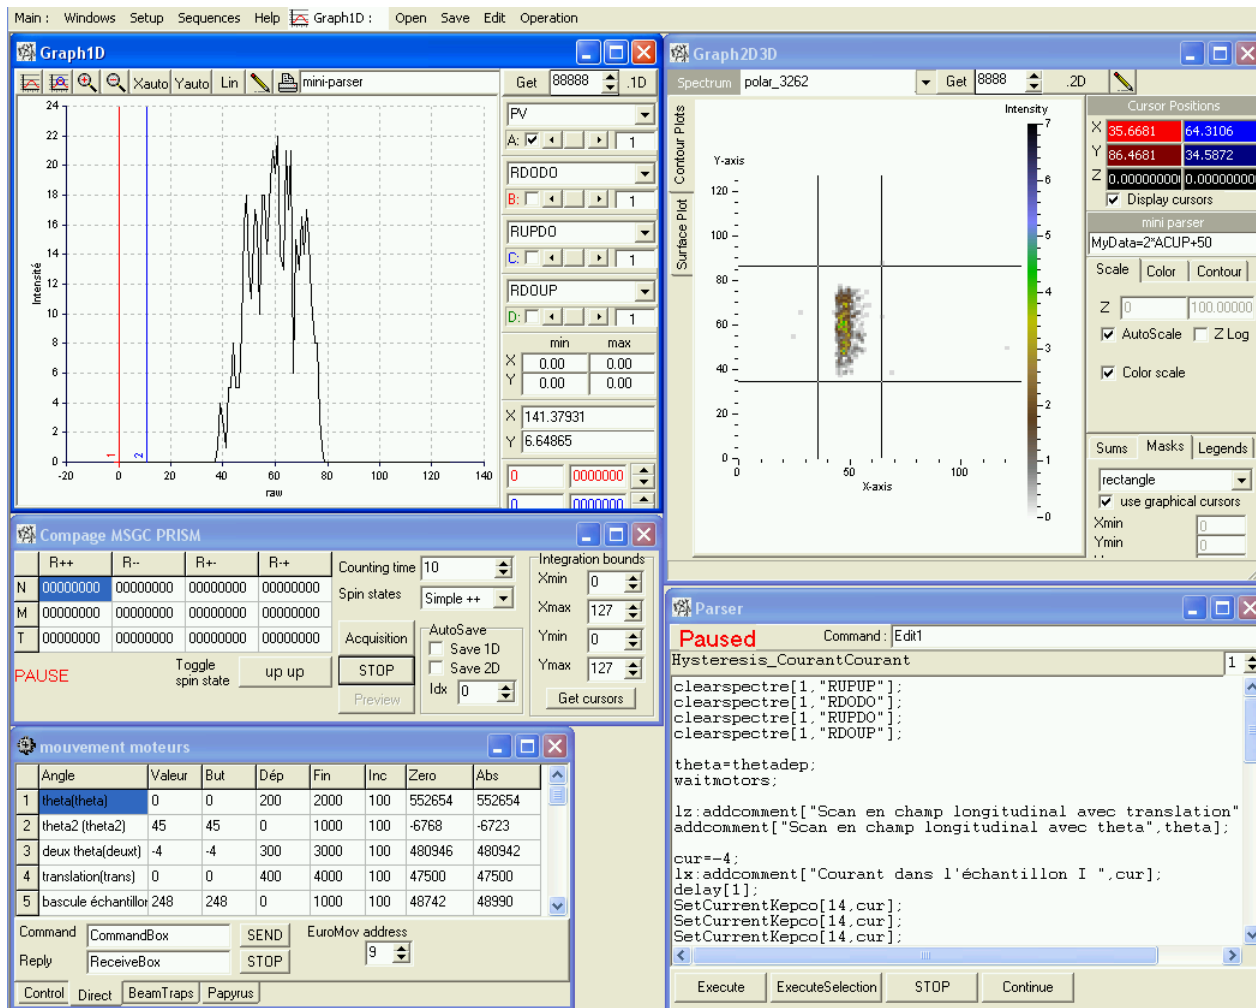 Main : Windows Setup Sequences Help Graph1D : Open Save Edit Operation
Graph1D
Xauto Yauto Lin mini-parser Get 88888 .1D
24
22
20
18
16
14
12
10
8
6
4
2
0
Intensité
-20 0 20 40 60 80 100 120 140
raw
1
2
PV
A: 1
RDODO
B: 1
RUPDO
C: 1
RDOUP
D: 1
min max
X 0.00 0.00
Y 0.00 0.00
X 141.37931
Y 6.64865
0 0000000
0 0000000
Graph2D3D
Spectrum polar_3262 Get 8888 .2D
Contour Plots
Surface Plot
Intensity
Y-axis
120
100
80
60
40
20
0
0 50 100
X-axis
7
6
5
4
3
2
1
0
Cursor Positions
X 35.6681 64.3106
Y 86.4681 34.5872
Z 0.00000000 0.00000000
Display cursors
mini parser
MyData=2*ACUP+50
Scale Color Contour
Z 0 100.00000
AutoScale Z Log
Color scale
Sums Masks Legends
rectangle
use graphical cursors
Xmin 0
Ymin 0
Compage MSGC PRISM
R++ R-- R+- R-+
N 00000000 00000000 00000000 00000000
M 00000000 00000000 00000000 00000000
T 00000000 00000000 00000000 00000000
PAUSE
Toggle
spin state
up up
Counting time 10
Spin states Simple ++
Acquisition
STOP
Preview
AutoSave
Save 1D
Save 2D
Idx 0
Integration bounds
Xmin 0
Xmax 127
Ymin 0
Ymax 127
Get cursors
mouvement moteurs
Angle Valeur But Dép Fin Inc Zero Abs
1 theta(theta) 0 0 200 2000 100 552654 552654
2 theta2 (theta2) 45 45 0 1000 100 -6768 -6723
3 deux theta(deuxt) -4 -4 300 3000 100 480946 480942
4 translation(trans) 0 0 400 4000 100 47500 47500
5 bascule échantillor 248 248 0 1000 100 48742 48990
Command CommandBox SEND EuroMov address
Reply ReceiveBox STOP 9
Control Direct BeamTraps Papyrus
Parser
Paused Command : Edit1
Hysteresis_CourantCourant 1
clearspectre[1,"RUPUP"];
clearspectre[1,"RDODO"];
clearspectre[1,"RUPDO"];
clearspectre[1,"RDOUP"];
theta=thetadep;
waitmotors;
lz:addcomment["Scan en champ longitudinal avec translation"
addcomment["Scan en champ longitudinal avec theta",theta];
cur=-4;
lx:addcomment["Courant dans l'échantillon I ",cur];
delay[1];
SetCurrentKepco[14,cur];
SetCurrentKepco[14,cur];
SetCurrentKepco[14,cur];
Execute ExecuteSelection STOP Continue